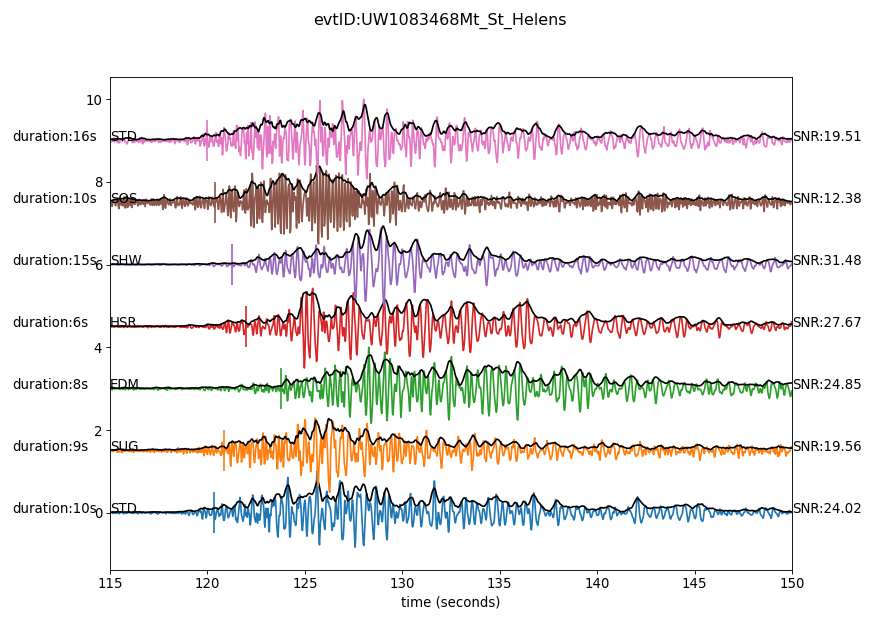 evtID:UW1083468Mt_St_Helens
10
duration:16s STD SNR:19.51
8
duration:10s SOS SNR:12.38
duration:15s SHW SNR:31.48
6
duration:6s HSR SNR:27.67
4
duration:8s EDM SNR:24.85
2
duration:9s SUG SNR:19.56
duration:10s STD SNR:24.02
0
115 120 125 130 135 140 145 150
time (seconds)